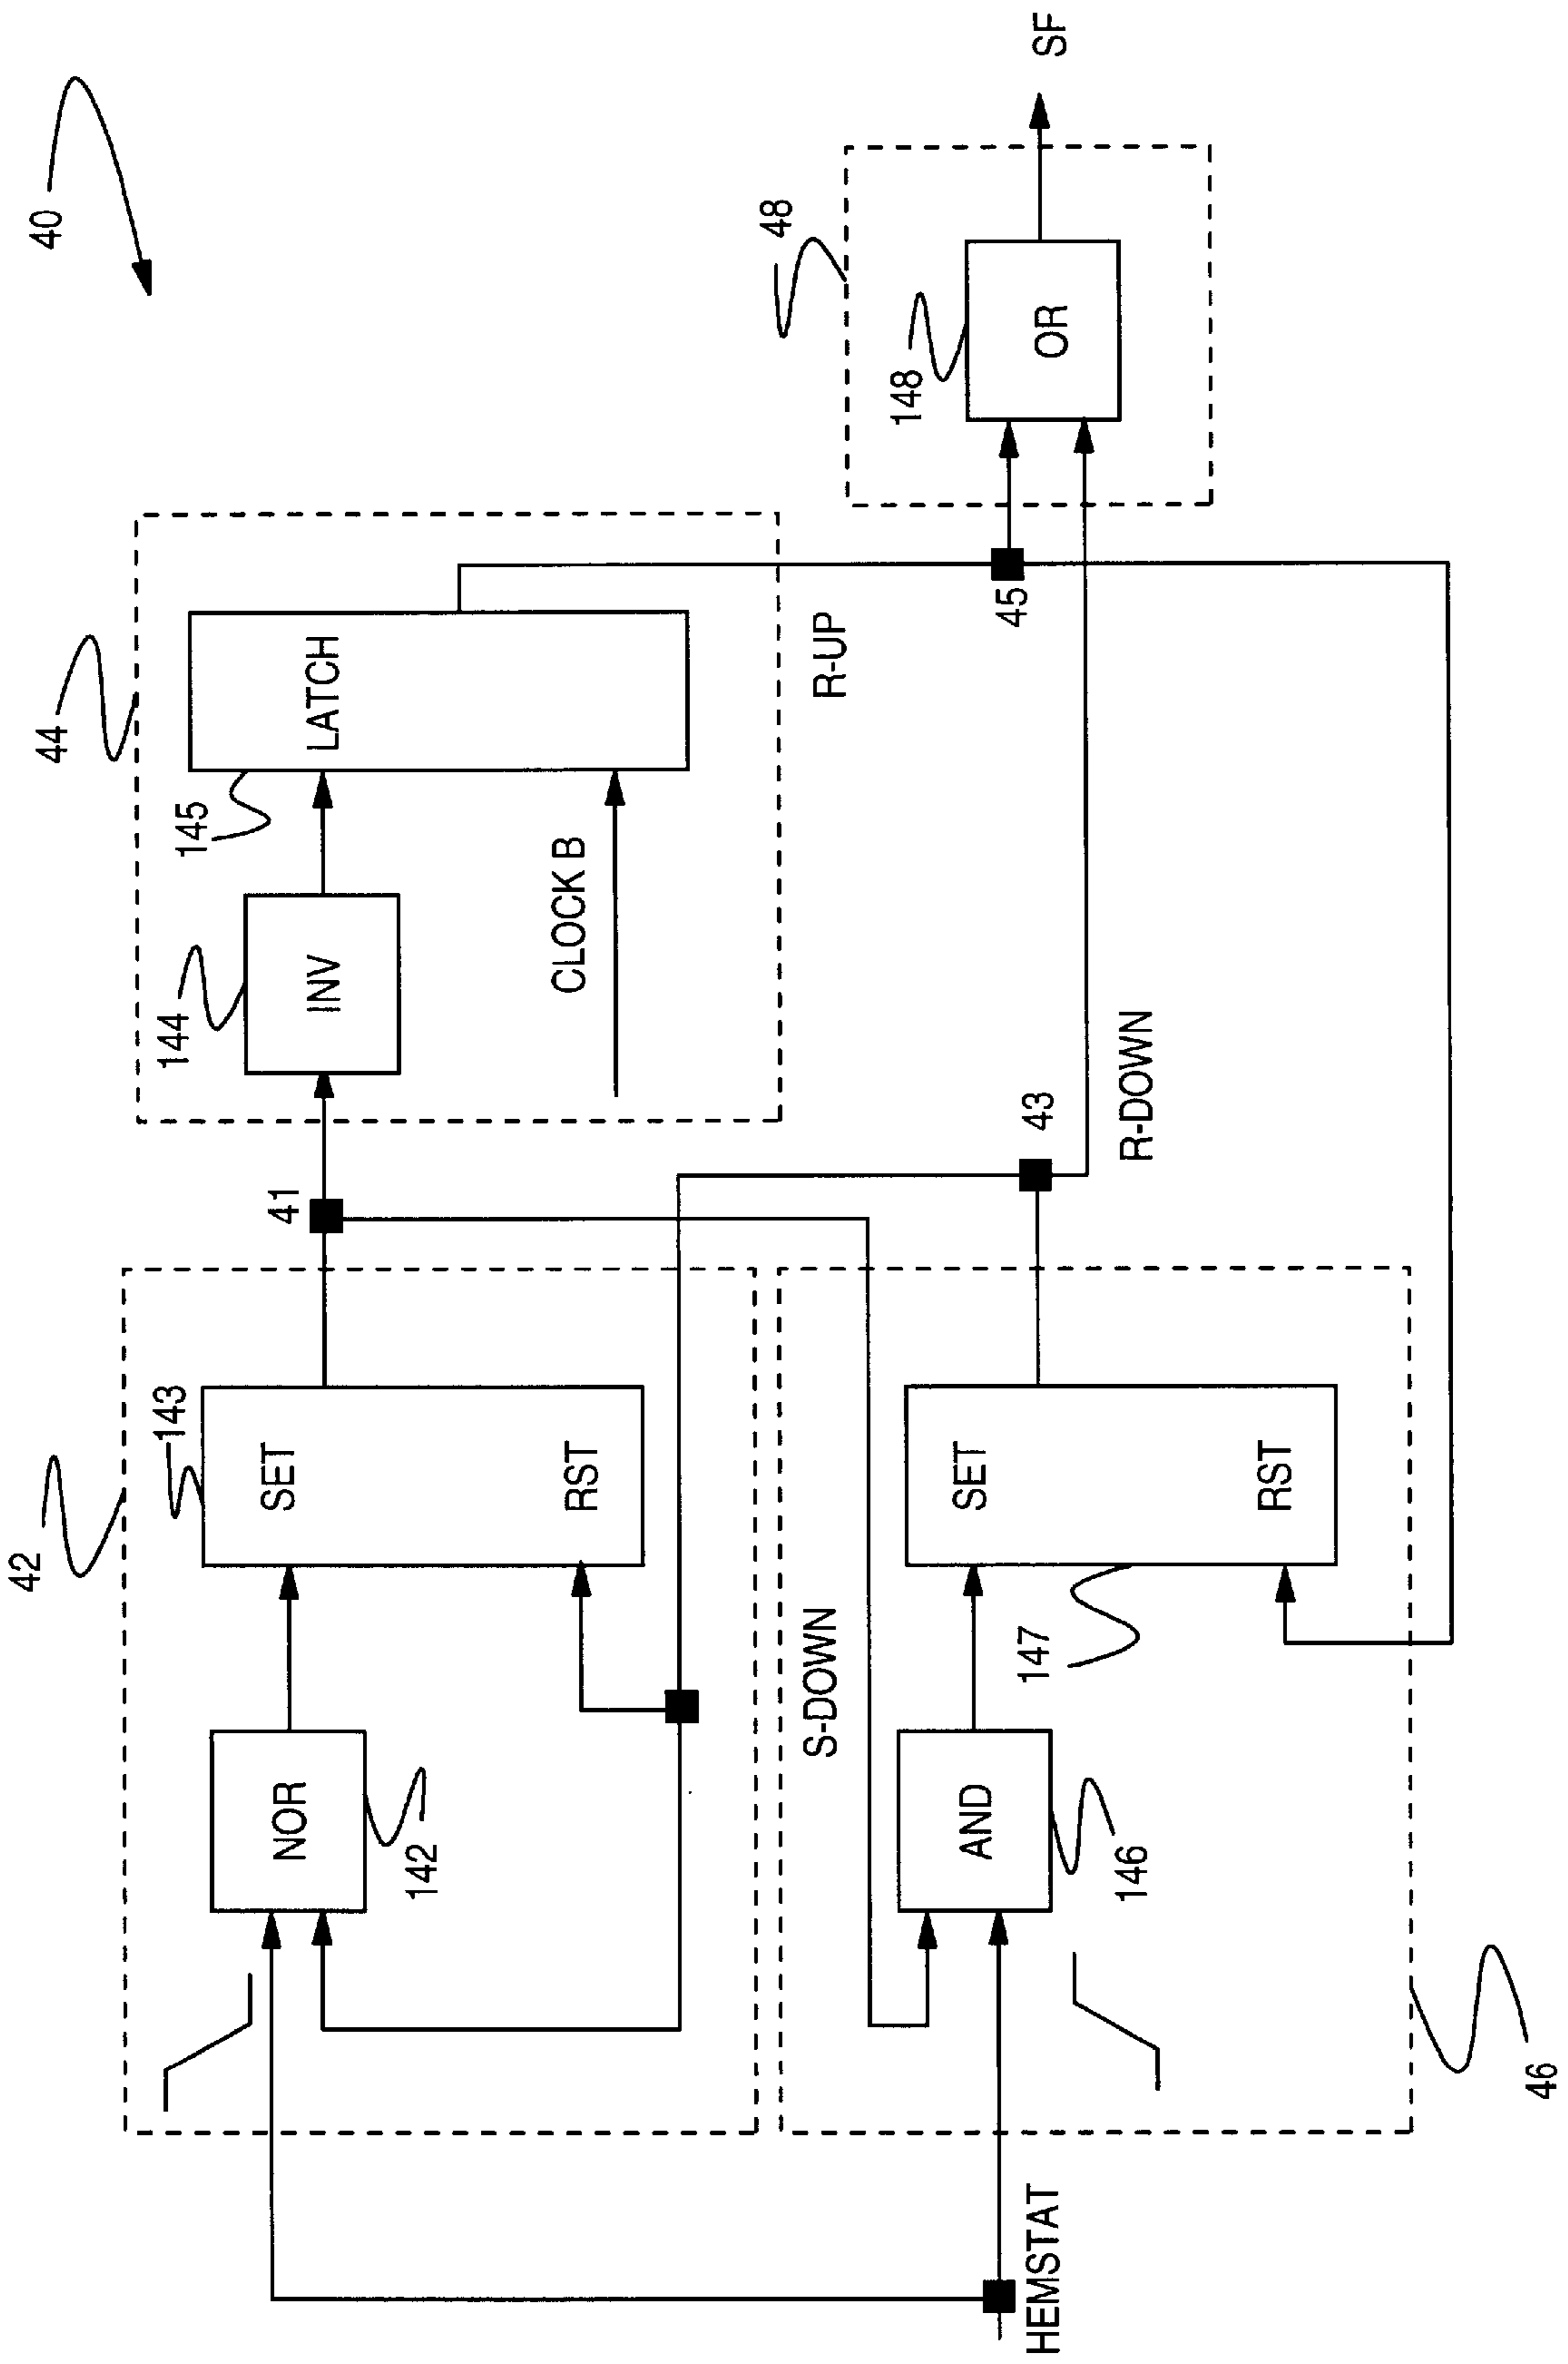 40
42
143
SET
RST
NOR
142
41
44
144
INV
145
LATCH
CLOCK B
R-UP
45
48
148
OR
SF
43
R-DOWN
S-DOWN
SET
RST
147
AND
146
46
HEMSTAT